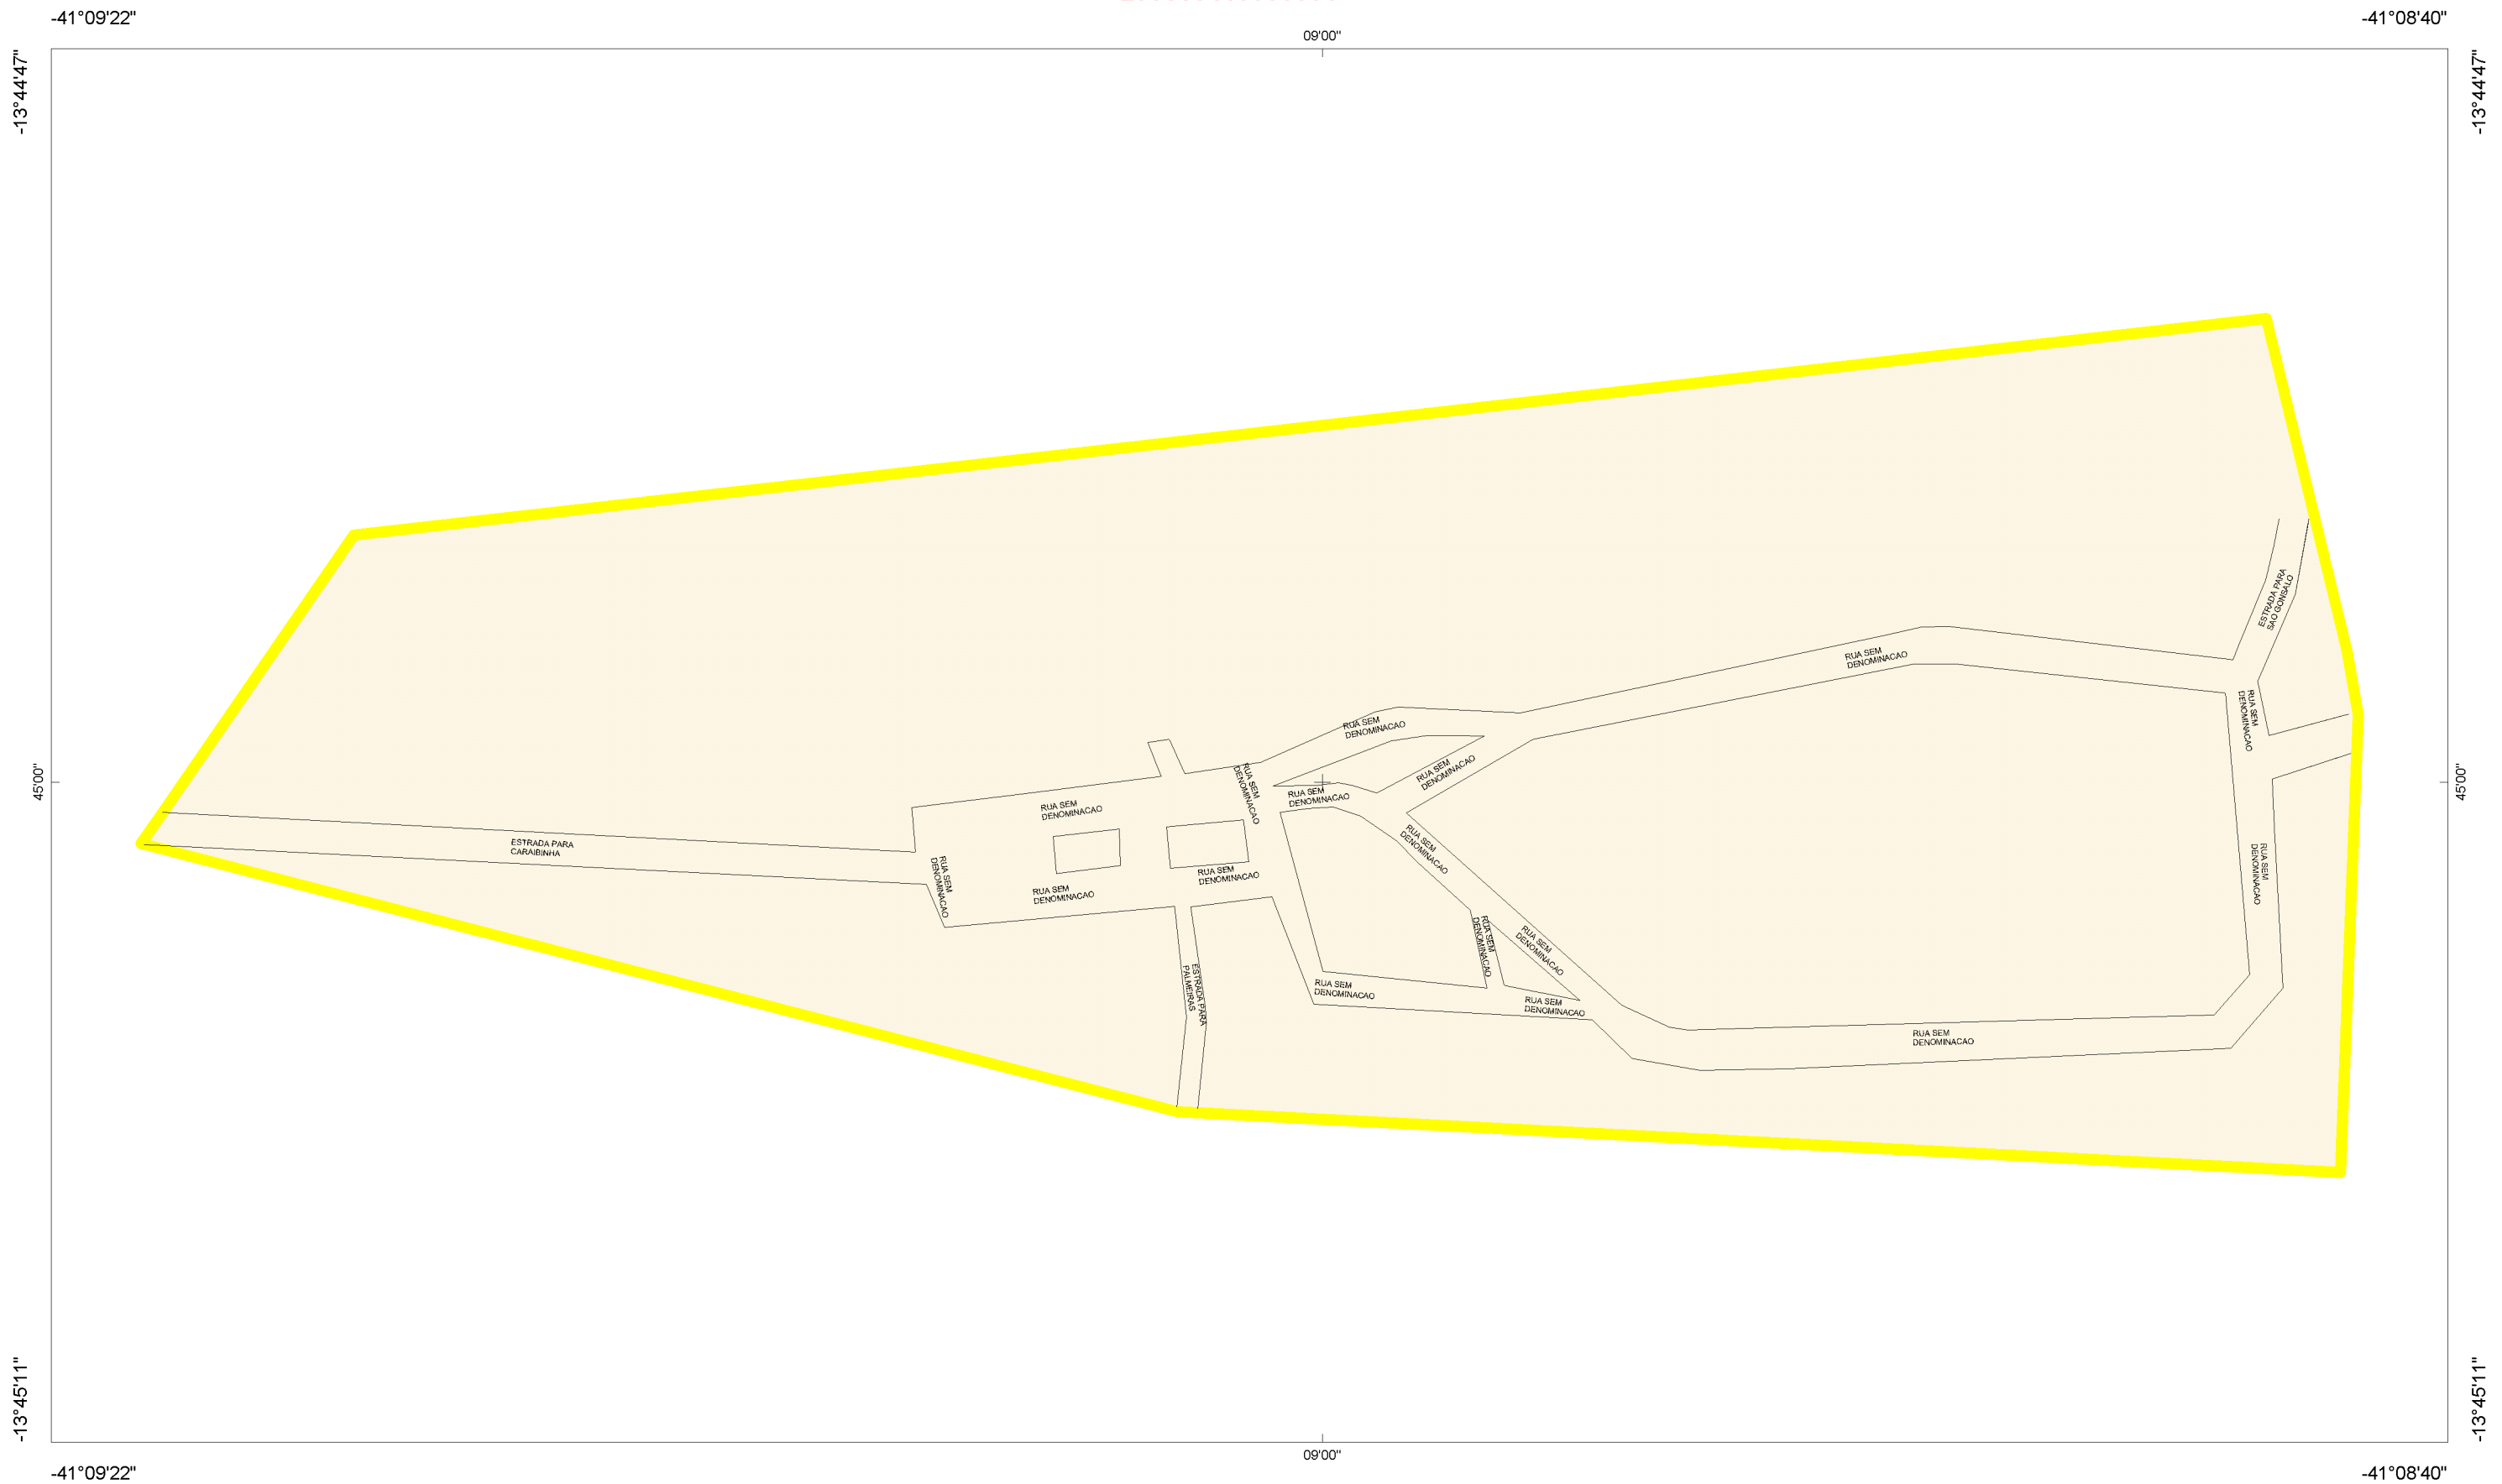 -41°09'22"
-41°08'40"
09'00"
-13°44'47"
-13°44'47"
ESTRADA PARA
SAO GONSALO
RUA SEM
DENOMINACAO
RUA SEM
DENOMINACAO
RUA SEM
DENOMINACAO
RUA SEM
DENOMINACAO
RUA SEM
DENOMINACAO
RUA SEM
DENOMINACAO
RUA SEM
DENOMINACAO
45'00"
45'00"
ESTRADA PARA
CARAIBINHA
RUA SEM
DENOMINACAO
RUA SEM
DENOMINACAO
RUA SEM
DENOMINACAO
RUA SEM
DENOMINACAO
RUA SEM
DENOMINACAO
RUA SEM
DENOMINACAO
RUA SEM
DENOMINACAO
RUA SEM
DENOMINACAO
ESTRADA PARA
PALMEIRAS
RUA SEM
DENOMINACAO
RUA SEM
DENOMINACAO
RUA SEM
DENOMINACAO
-13°45'11"
-13°45'11"
09'00"
-41°09'22"
-41°08'40"